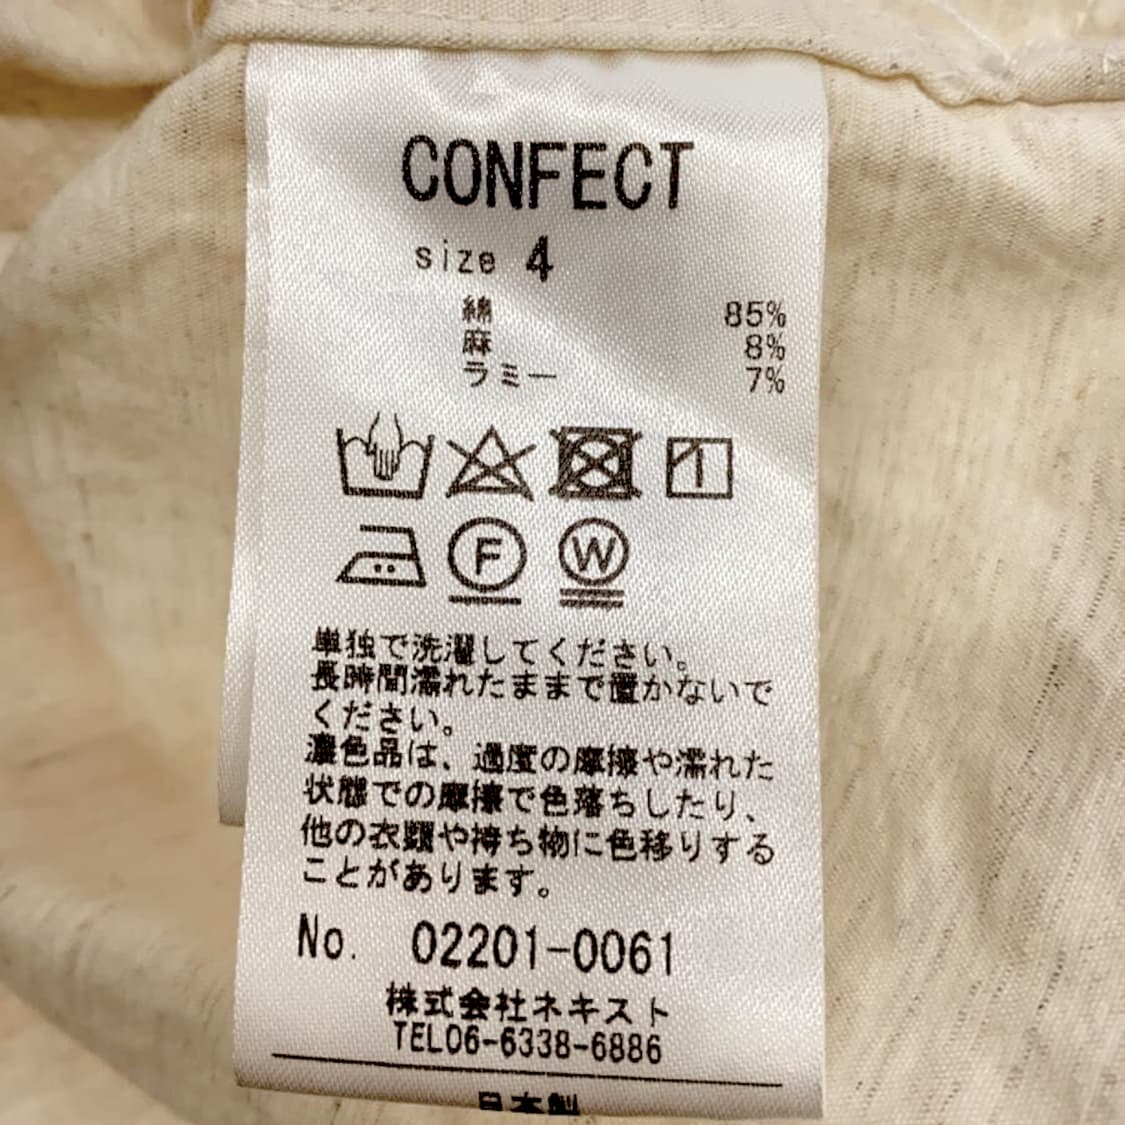 CONFECT
size 4
綿 85%
麻 8%
ラミー 7%
F W
単独で洗濯してください。
長時間濡れたままで置かないで
ください。
濃色品は、過度の摩擦や濡れた
状態での摩擦で色落ちしたり、
他の衣類や持ち物に色移りする
ことがあります。
No. 02201-0061
株式会社ネキスト
TEL06-6338-6886
日本製